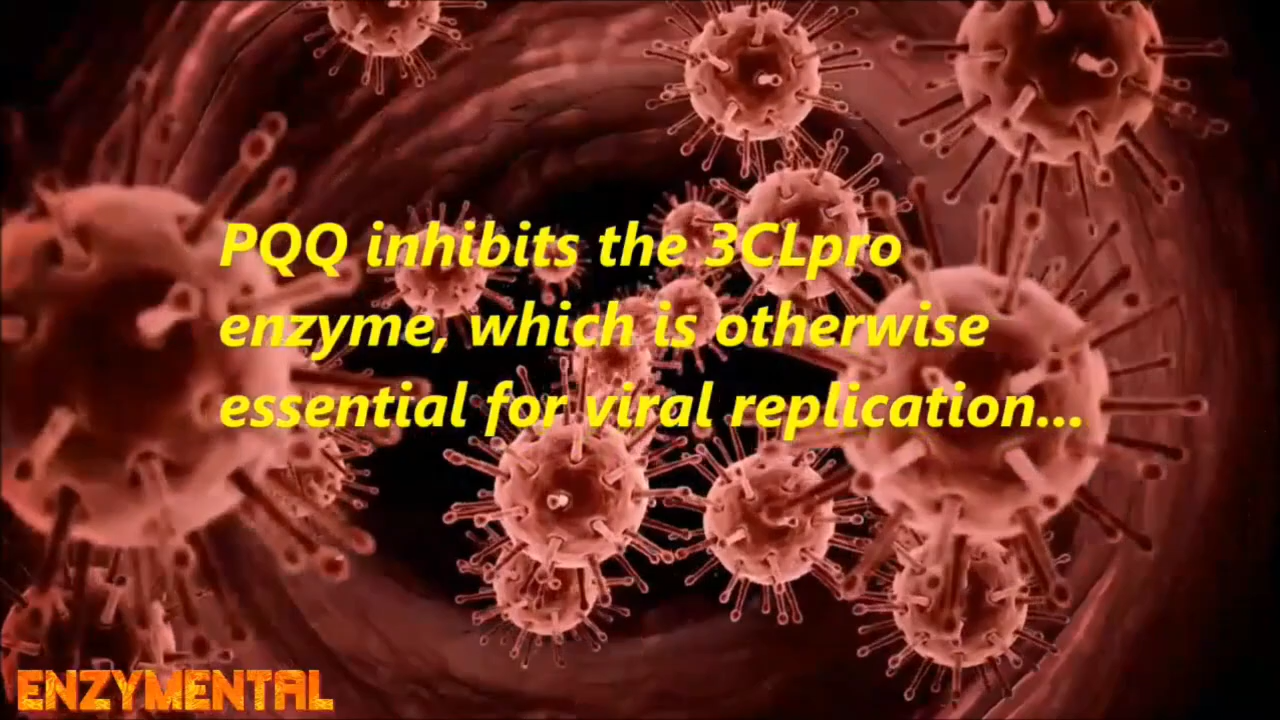 PQQ inhibits the 3CLpro
enzyme, which is otherwise
essential for viral replication...
ENZYMENTAL